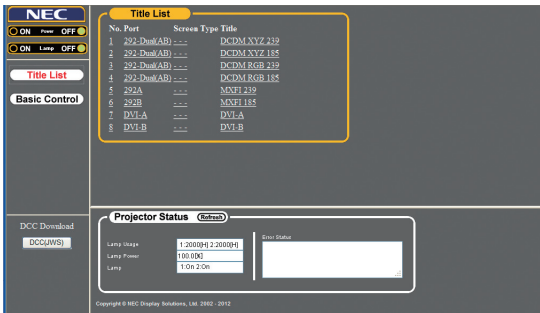 NEC
ON Power OFF
ON Lamp OFF
Title List
Basic Control
DCC Download
DCC(JWS)
Title List
No. Port Screen Type Title
1 292-Dual(AB) - - - DCDM XYZ 239
2 292-Dual(AB) - - - DCDM XYZ 185
3 292-Dual(AB) - - - DCDM RGB 239
4 292-Dual(AB) - - - DCDM RGB 185
5 292A - - - MXFI 239
6 292B - - - MXFI 185
7 DVI-A - - - DVI-A
8 DVI-B - - - DVI-B
Projector Status Refresh
Lamp Usage 1:2000[H] 2:2000[H]
Lamp Power 100.0[%]
Lamp 1:On 2:On
Error Status
Copyright © NEC Display Solutions, Ltd. 2002 - 2012